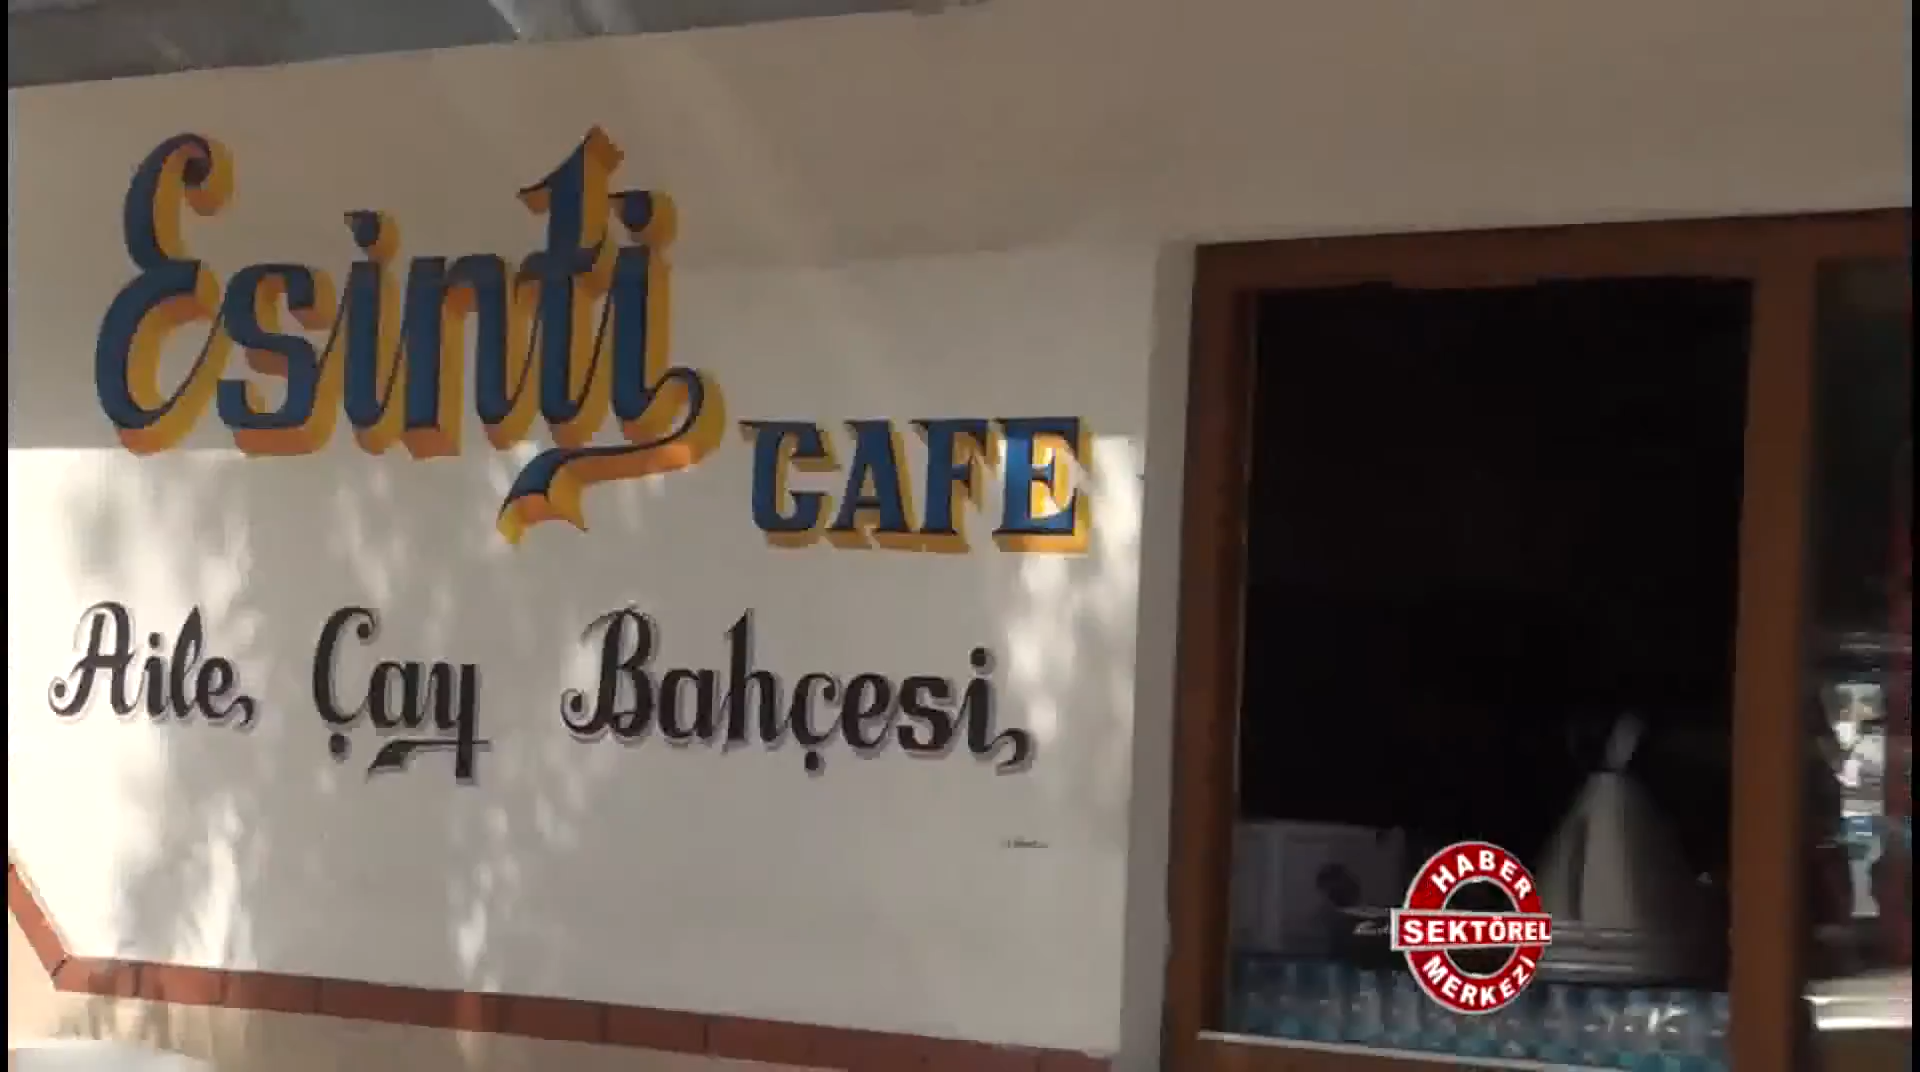 Esinti
CAFE
Aile Çay Bahçesi
HABER
SEKTÖREL
MERKEZİ